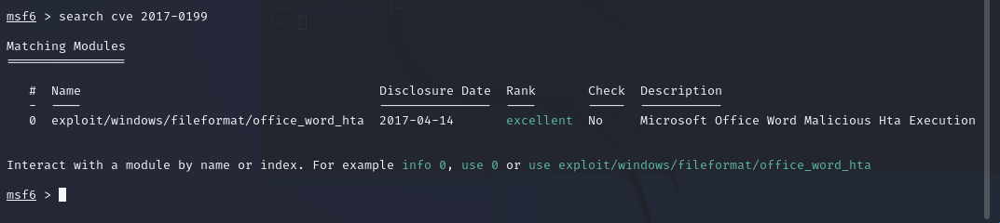 msf6 > search cve 2017-0199
Matching Modules
================
# Name Disclosure Date Rank Check Description
- ---- --------------- ---- ----- -----------
0 exploit/windows/fileformat/office_word_hta 2017-04-14 excellent No Microsoft Office Word Malicious Hta Execution
Interact with a module by name or index. For example info 0, use 0 or use exploit/windows/fileformat/office_word_hta
msf6 >